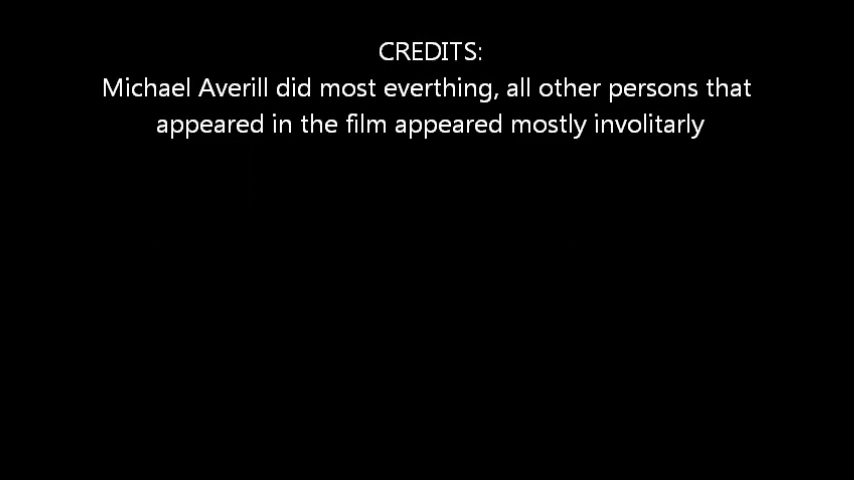 CREDITS:
Michael Averill did most everthing, all other persons that
appeared in the film appeared mostly involitarly